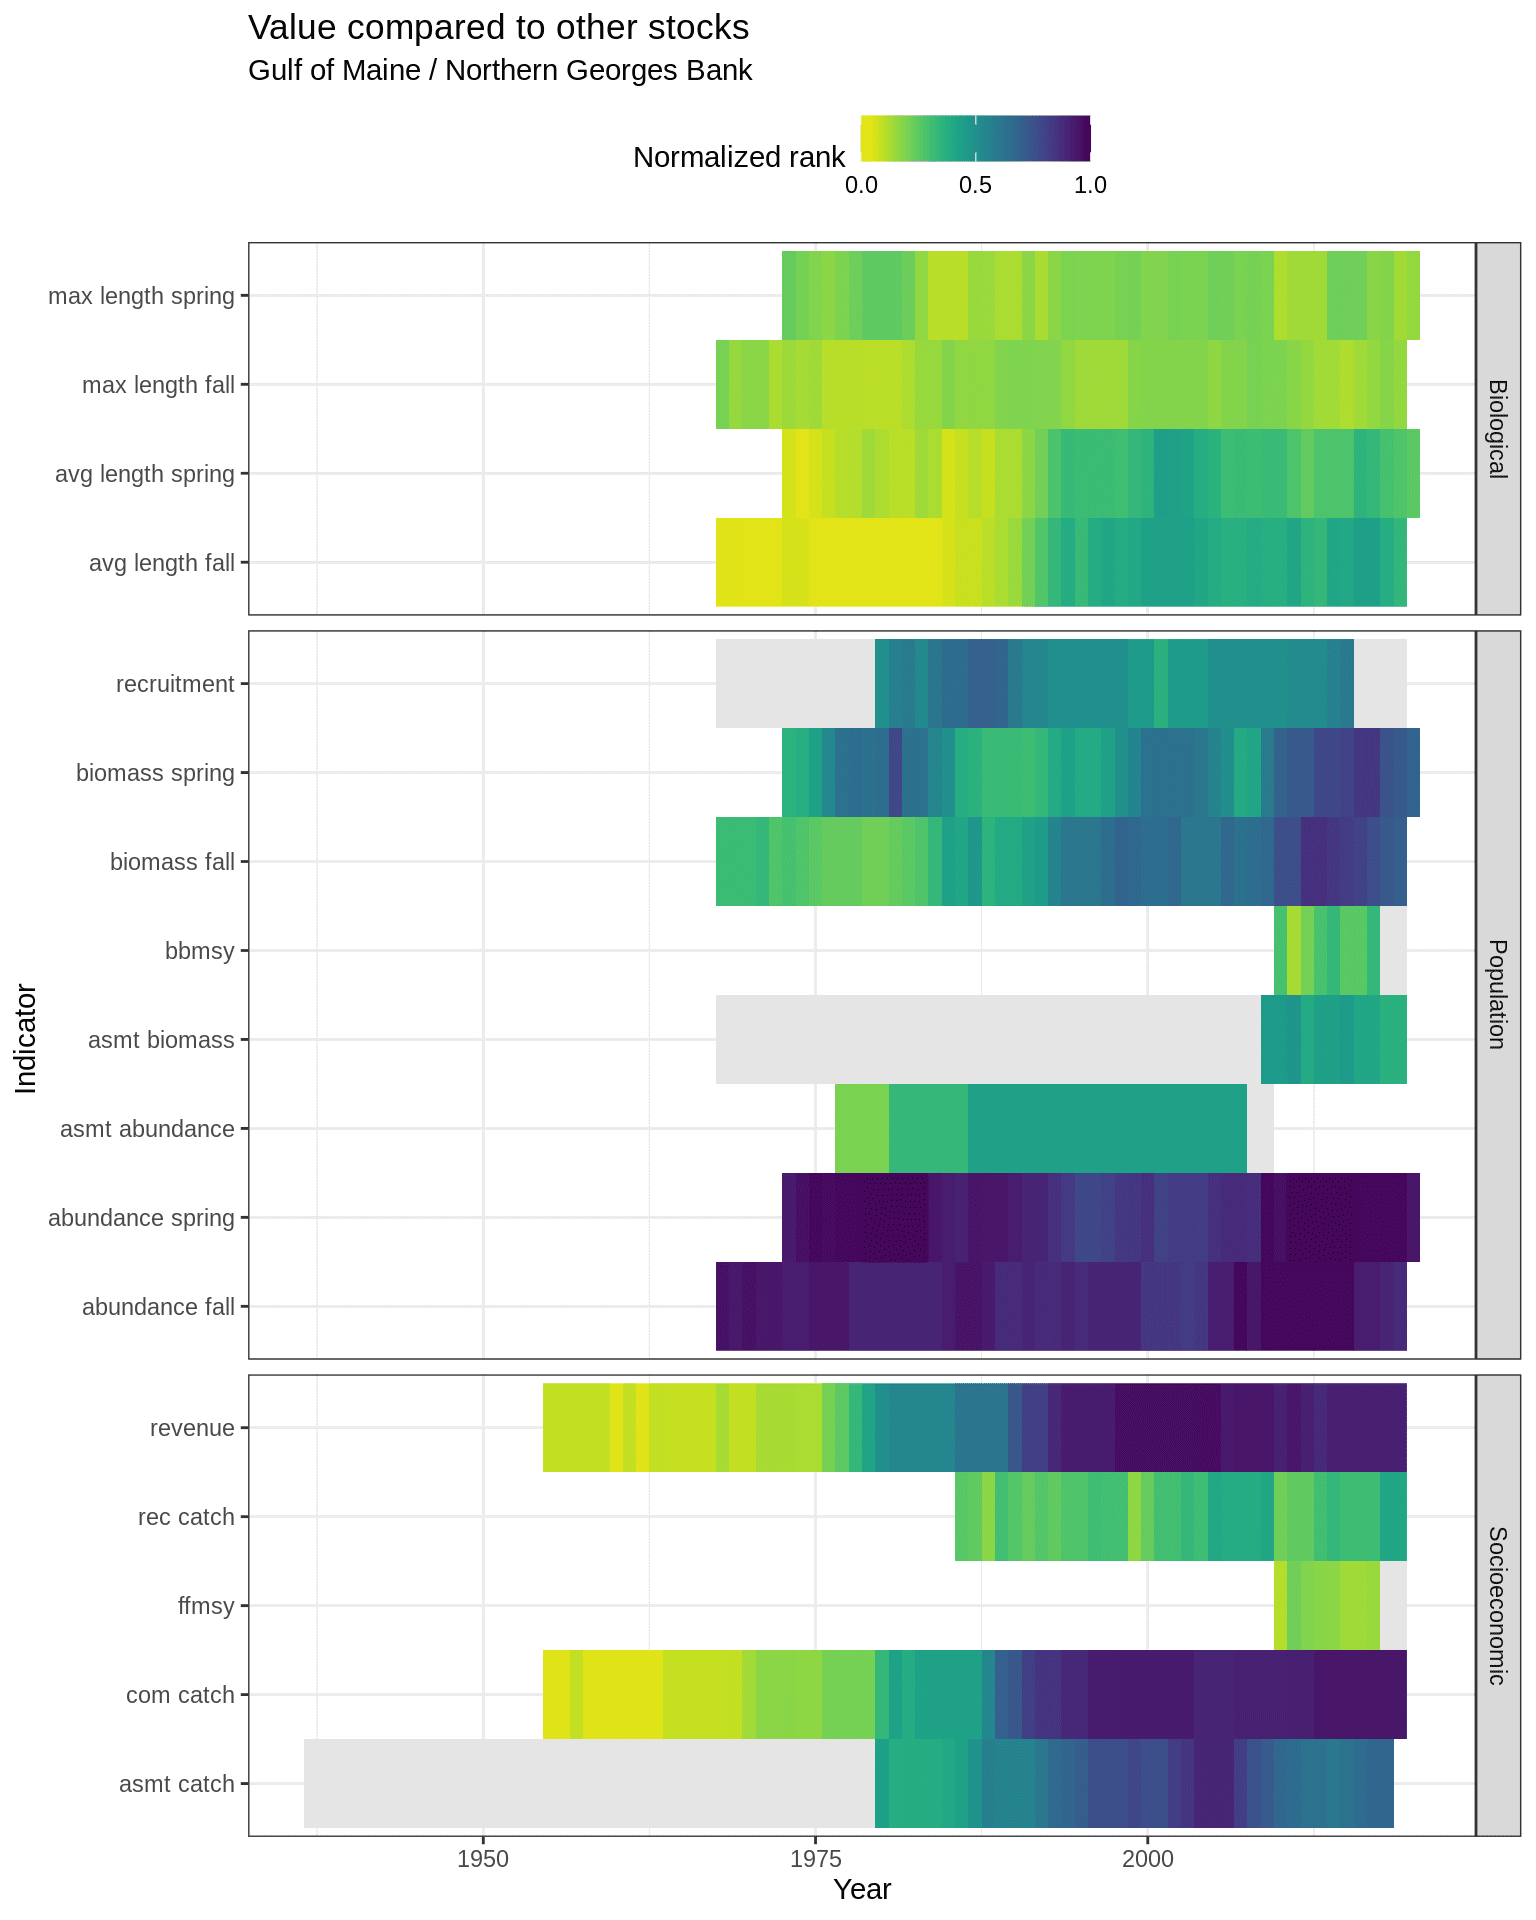 Value compared to other stocks
Gulf of Maine / Northern Georges Bank
Normalized rank
0.0 0.5 1.0
max length spring
max length fall
avg length spring
avg length fall
Biological
recruitment
biomass spring
biomass fall
bbmsy
asmt biomass
asmt abundance
abundance spring
abundance fall
Population
Indicator
revenue
rec catch
ffmsy
com catch
asmt catch
Socioeconomic
1950 1975 2000
Year